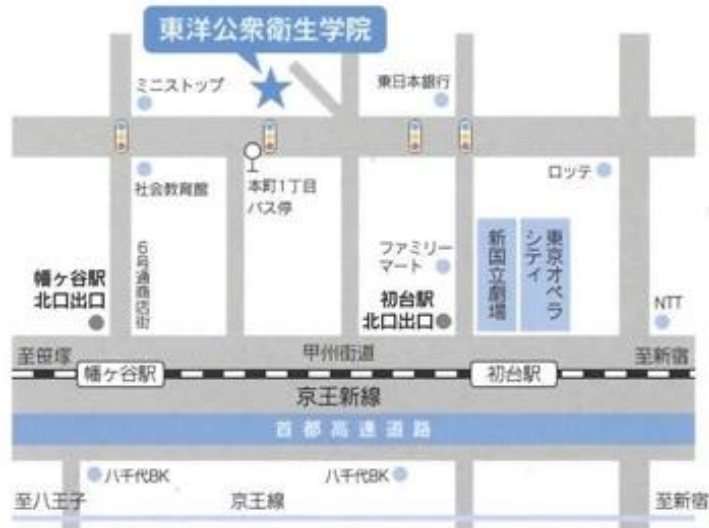 東洋公衆衛生学院
ミニストップ
東日本銀行
社会教育館
本町1丁目
バス停
ロッテ
6号通商店街
ファミリー
マート
新国立劇場
東京オペラ
シティ
幡ヶ谷駅
北口出口
初台駅
北口出口
NTT
至笹塚
甲州街道
至新宿
幡ヶ谷駅
初台駅
京王新線
首都高速道路
八千代BK
八千代BK
至八王子
京王線
至新宿